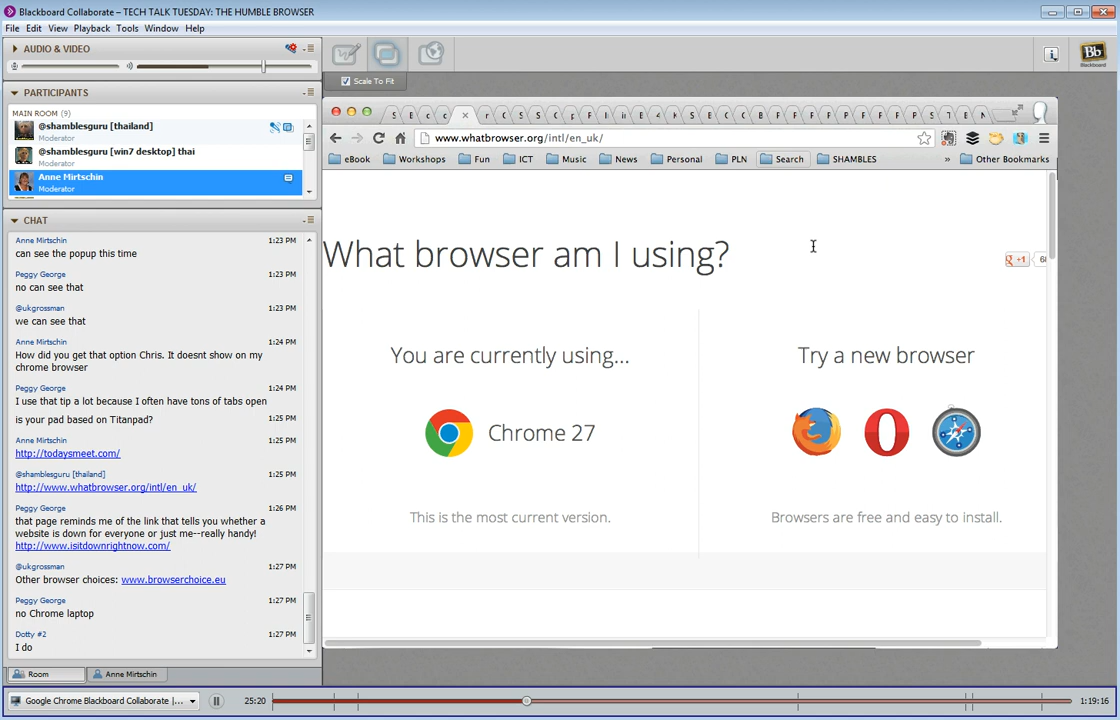 Blackboard Collaborate – TECH TALK TUESDAY: THE HUMBLE BROWSER
File Edit View Playback Tools Window Help
AUDIO & VIDEO
PARTICIPANTS
MAIN ROOM (9)
@shamblesguru [thailand]
Moderator
@shamblesguru [win7 desktop] thai
Moderator
Anne Mirtschin
Moderator
CHAT
Anne Mirtschin 1:23 PM
can see the popup this time
Peggy George 1:23 PM
no can see that
@ukgrossman 1:23 PM
we can see that
Anne Mirtschin 1:24 PM
How did you get that option Chris. It doesnt show on my
chrome browser
Peggy George 1:24 PM
I use that tip a lot because I often have tons of tabs open
is your pad based on Titanpad? 1:25 PM
Anne Mirtschin 1:25 PM
http://todaysmeet.com/
@shamblesguru [thailand] 1:25 PM
http://www.whatbrowser.org/intl/en_uk/
Peggy George 1:26 PM
that page reminds me of the link that tells you whether a
website is down for everyone or just me--really handy!
http://www.isitdownrightnow.com/
@ukgrossman 1:27 PM
Other browser choices: www.browserchoice.eu
Peggy George 1:27 PM
no Chrome laptop
Dotty #2 1:27 PM
I do
Room Anne Mirtschin
Google Chrome Blackboard Collaborate |... 25:20 1:19:16
Scale To Fit
Bb
Blackboard
www.whatbrowser.org/intl/en_uk/
eBook Workshops Fun ICT Music News Personal PLN Search SHAMBLES » Other Bookmarks
What browser am I using?
g +1
You are currently using...
Chrome 27
This is the most current version.
Try a new browser
Browsers are free and easy to install.